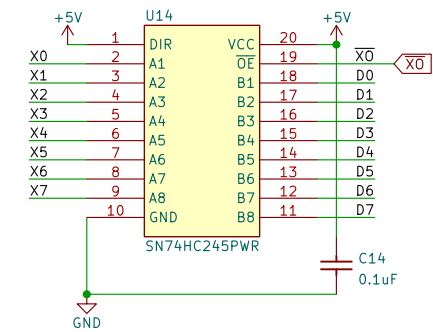 U14
+5V
+5V
1 DIR VCC 20
X0 2 A1 OE 19 XO XO
X1 3 A2 B1 18 D0
X2 4 A3 B2 17 D1
X3 5 A4 B3 16 D2
X4 6 A5 B4 15 D3
X5 7 A6 B5 14 D4
X6 8 A7 B6 13 D5
X7 9 A8 B7 12 D6
10 GND B8 11 D7
SN74HC245PWR
C14
0.1uF
GND